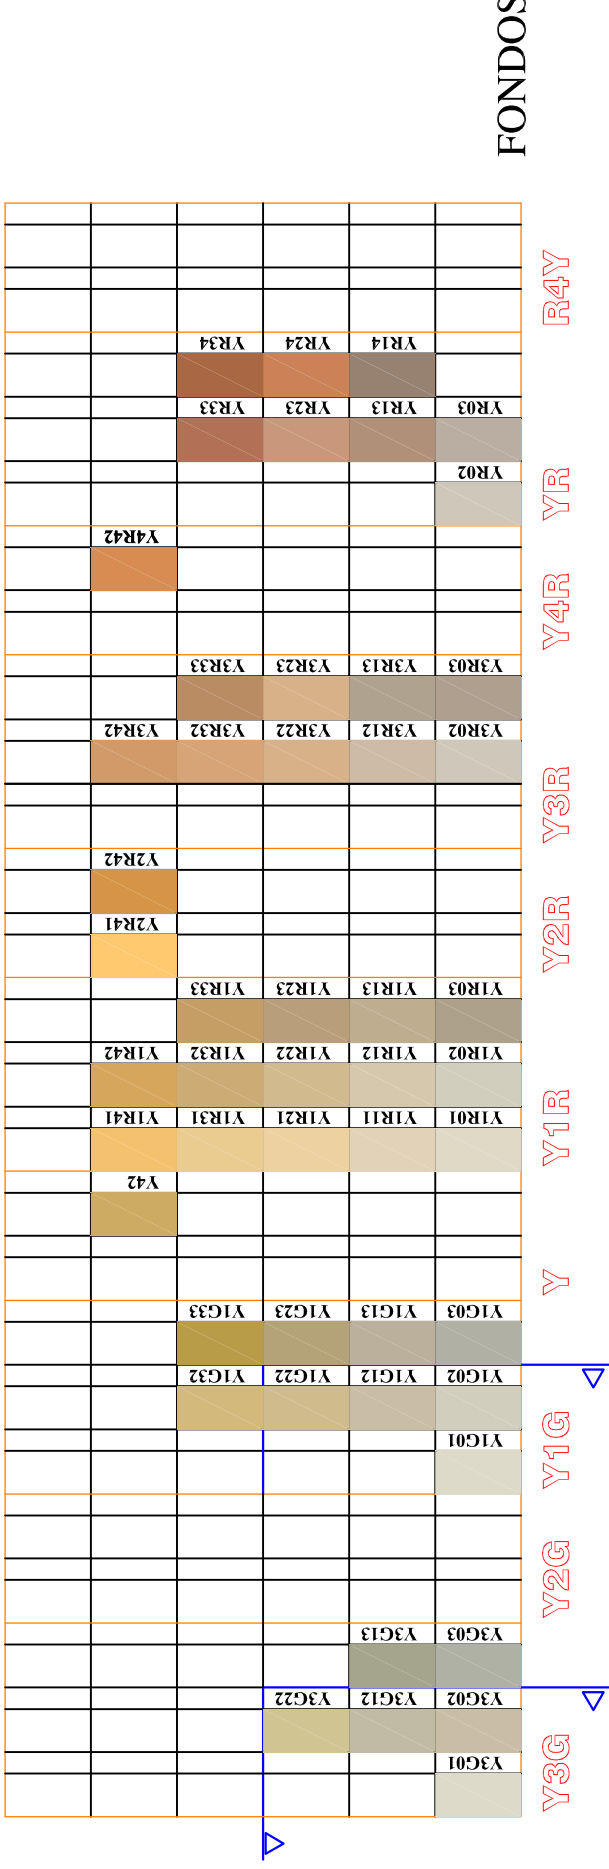 FONDOS
R4Y
YR34 YR24 YR14
YR33 YR23 YR13 YR03
YR02
YR
Y4R42
Y4R
Y3R33 Y3R23 Y3R13 Y3R03
Y3R42 Y3R32 Y3R22 Y3R12 Y3R02
Y3R
Y2R42
Y2R41
Y2R
Y1R33 Y1R23 Y1R13 Y1R03
Y1R42 Y1R32 Y1R22 Y1R12 Y1R02
Y1R41 Y1R31 Y1R21 Y1R11 Y1R01
Y1R
Y42
Y
Y1G33 Y1G23 Y1G13 Y1G03
Y1G32 Y1G22 Y1G12 Y1G02
Y1G01
Y1G
Y2G
Y3G13 Y3G03
Y3G22 Y3G12 Y3G02
Y3G01
Y3G